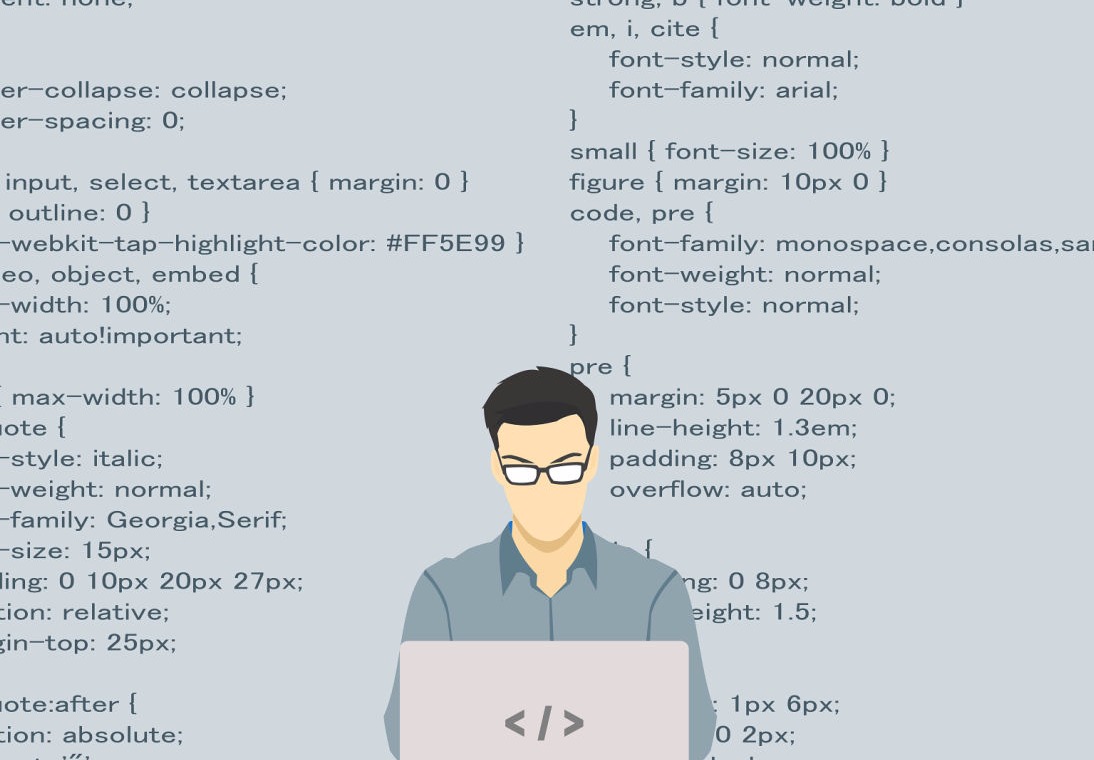 none;
er-collapse: collapse;
er-spacing: 0;
input, select, textarea { margin: 0 }
outline: 0 }
-webkit-tap-highlight-color: #FF5E99 }
eo, object, embed {
-width: 100%;
nt: auto!important;
{ max-width: 100% }
ote {
-style: italic;
-weight: normal;
-family: Georgia,Serif;
-size: 15px;
ling: 0 10px 20px 27px;
tion: relative;
gin-top: 25px;
ote:after {
tion: absolute;
strong, b { font-weight: bold }
em, i, cite {
font-style: normal;
font-family: arial;
}
small { font-size: 100% }
figure { margin: 10px 0 }
code, pre {
font-family: monospace,consolas,sa
font-weight: normal;
font-style: normal;
}
pre {
margin: 5px 0 20px 0;
line-height: 1.3em;
padding: 8px 10px;
overflow: auto;
{
ng: 0 8px;
eight: 1.5;
: 1px 6px;
0 2px;
</>